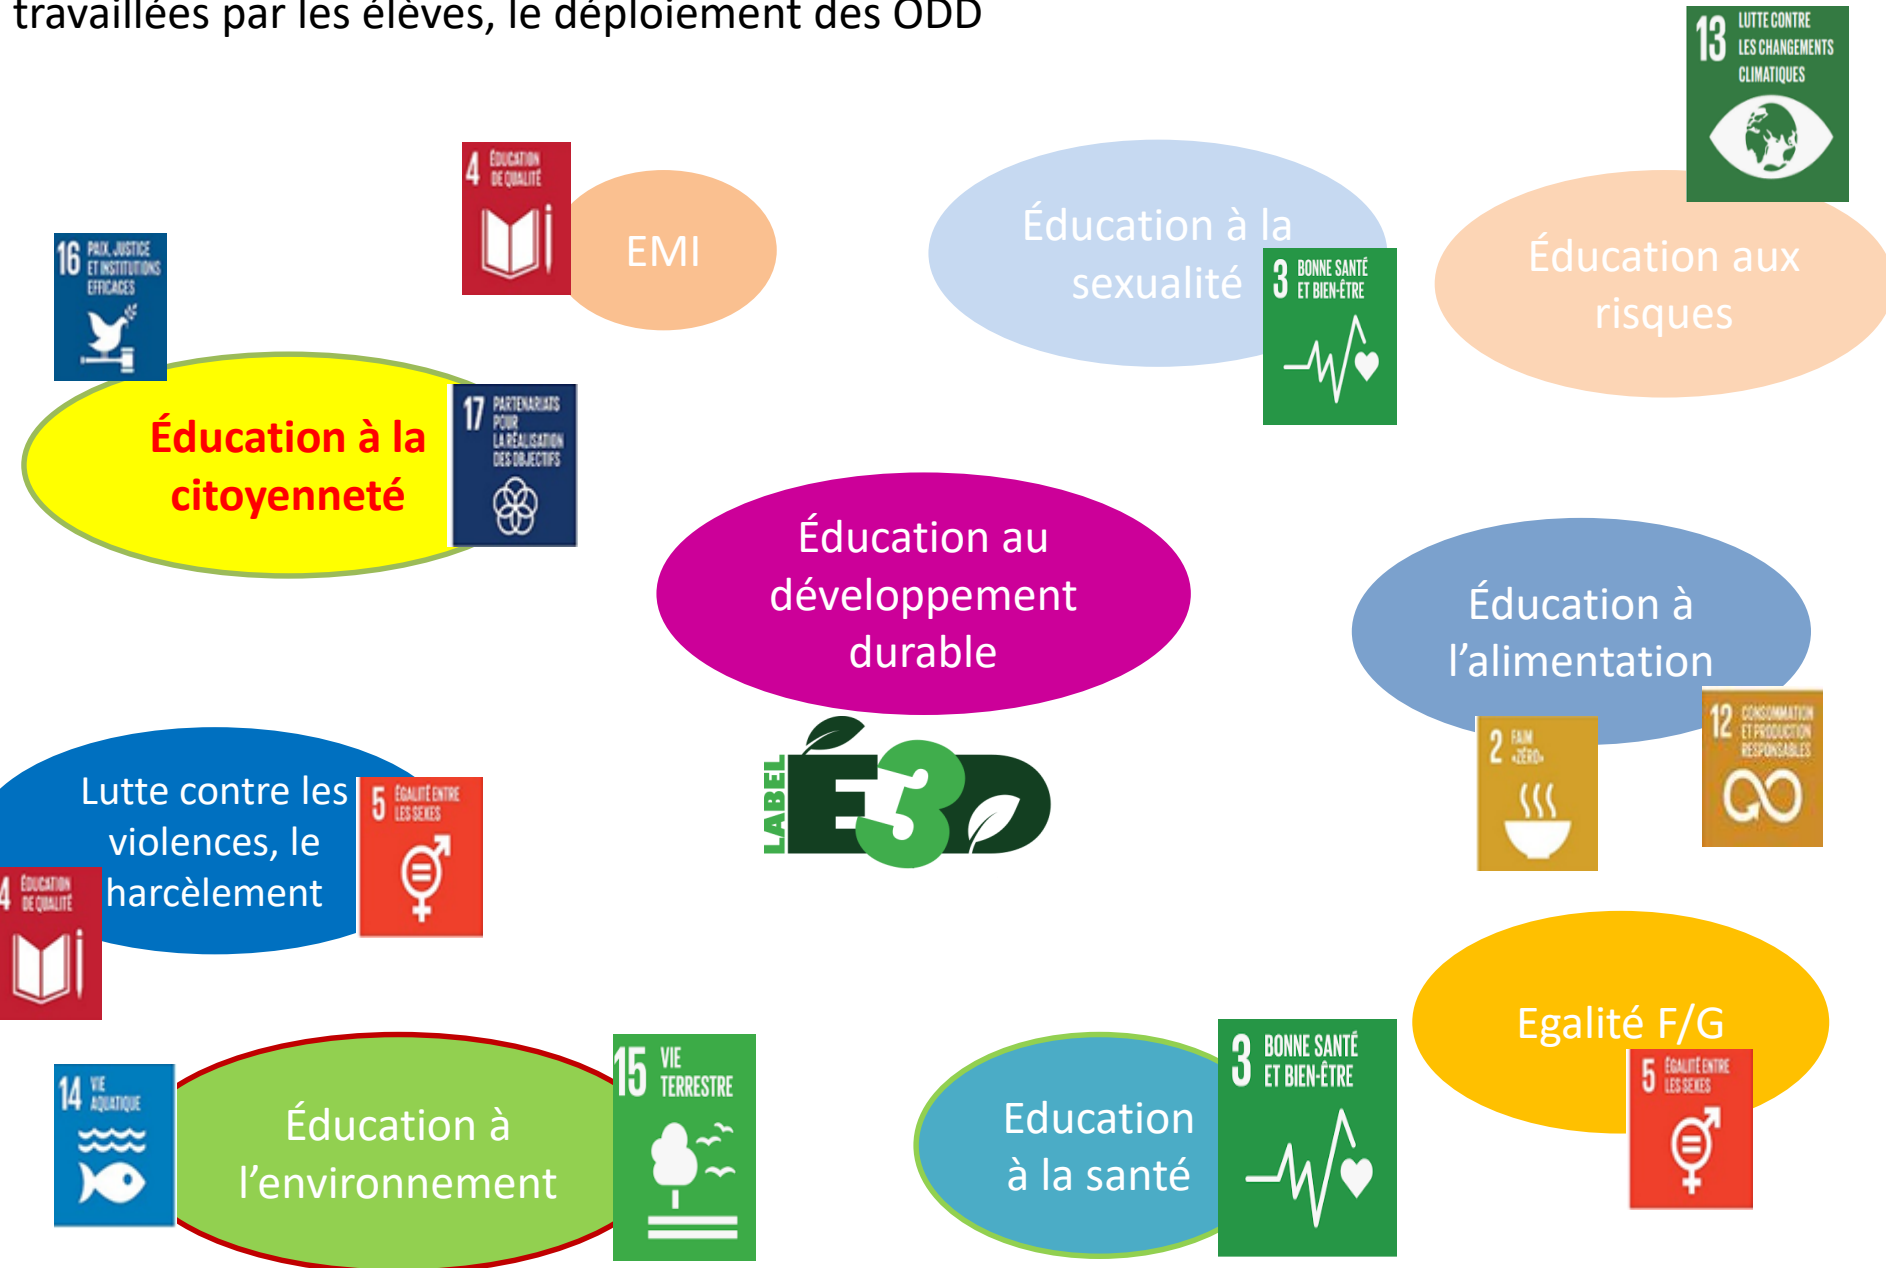 travaillées par les élèves, le déploiement des ODD
13 LUTTE CONTRE
LES CHANGEMENTS
CLIMATIQUES
4 ÉDUCATION
DE QUALITÉ
EMI
Éducation à la
sexualité
3 BONNE SANTÉ
ET BIEN-ÊTRE
Éducation aux
risques
16 PAIX, JUSTICE
ET INSTITUTIONS
EFFICACES
Éducation à la
citoyenneté
17 PARTENARIATS
POUR
LA RÉALISATION
DES OBJECTIFS
Éducation au
développement
durable
Éducation à
l’alimentation
2 FAIM
«ZÉRO»
12 CONSOMMATION
ET PRODUCTION
RESPONSABLES
LABEL
É3D
Lutte contre les
violences, le
harcèlement
5 ÉGALITÉ ENTRE
LES SEXES
4 ÉDUCATION
DE QUALITÉ
Egalité F/G
5 ÉGALITÉ ENTRE
LES SEXES
14 VIE
AQUATIQUE
Éducation à
l’environnement
15 VIE
TERRESTRE
Education
à la santé
3 BONNE SANTÉ
ET BIEN-ÊTRE